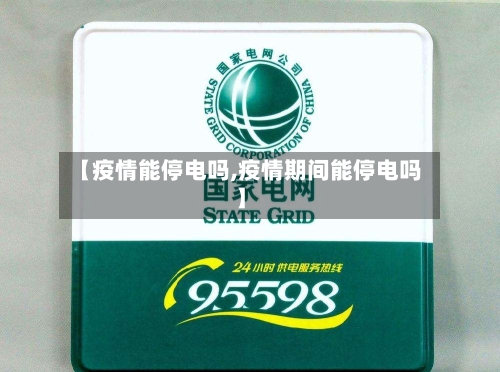 国家电网公司
STATE GRID CORPORATION OF CHINA
【疫情能停电吗,疫情期间能停电吗
】
国家电网
STATE GRID
24小时供电服务热线
95598